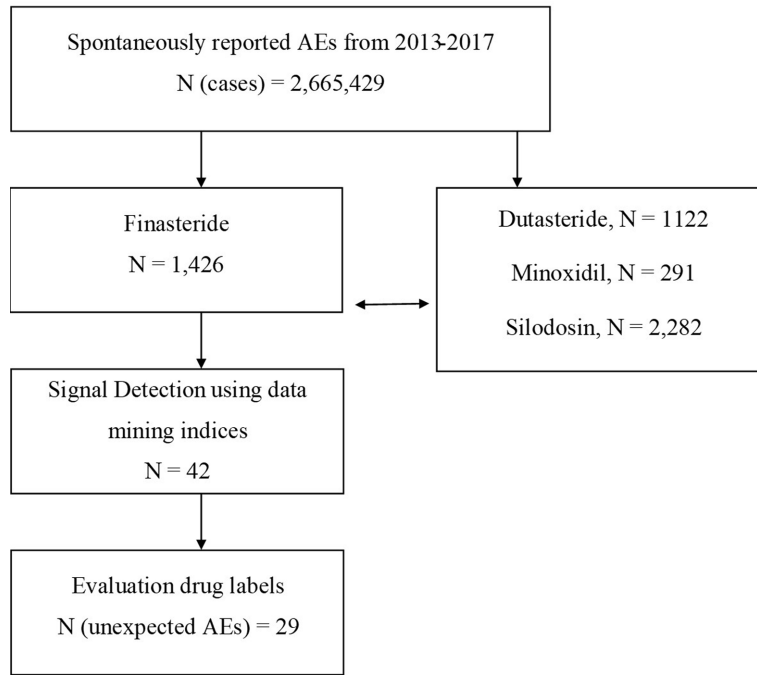 Spontaneously reported AEs from 2013-2017
N (cases) = 2,665,429
Finasteride
N = 1,426
Dutasteride, N = 1122
Minoxidil, N = 291
Silodosin, N = 2,282
Signal Detection using data
mining indices
N = 42
Evaluation drug labels
N (unexpected AEs) = 29